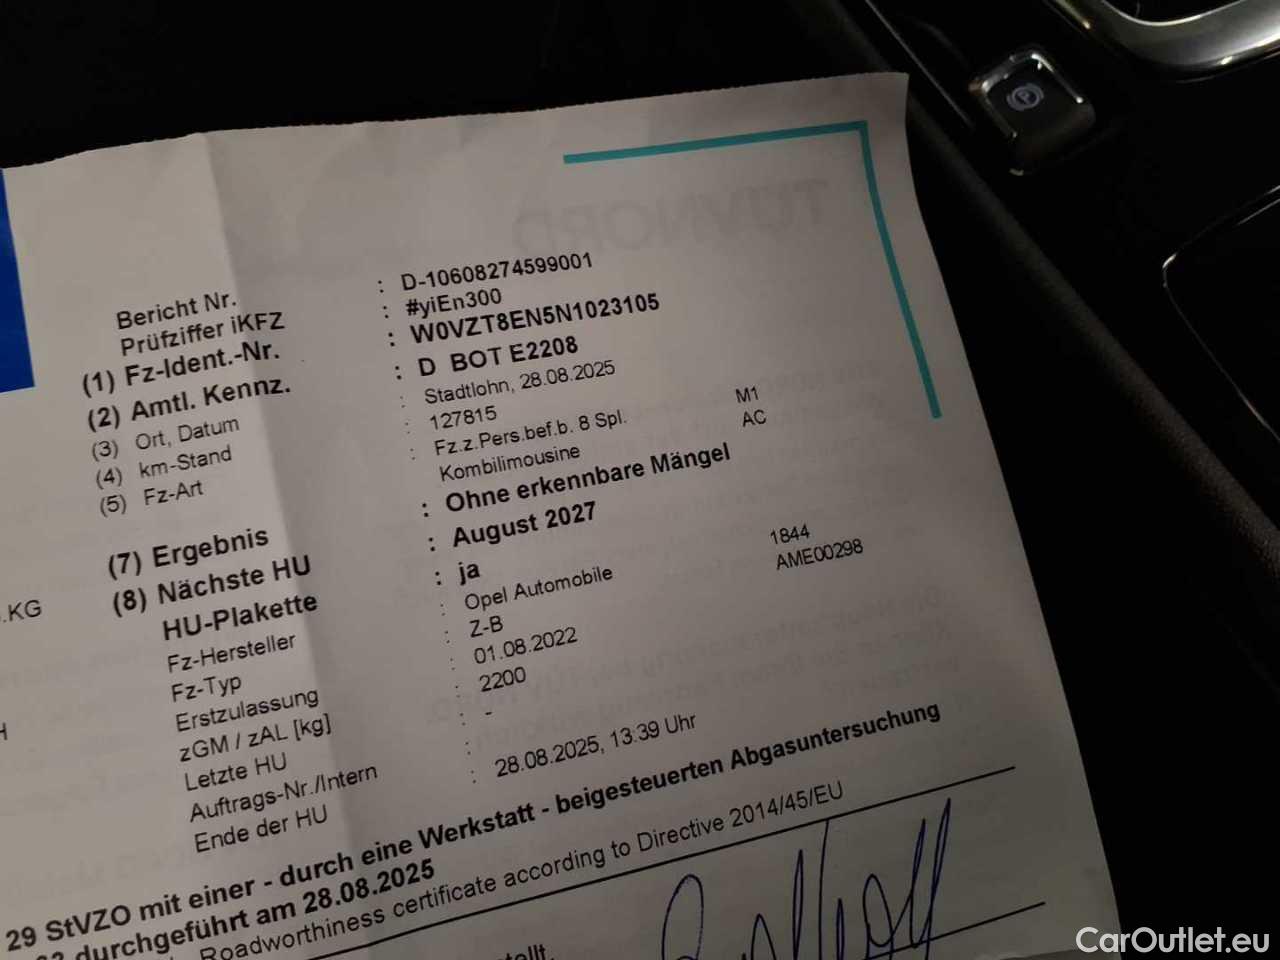 TÜVNORD
Bericht Nr. : D-10608274599001
Prüfziffer iKFZ : #yiEn300
(1) Fz-Ident.-Nr. : W0VZT8EN5N1023105
(2) Amtl. Kennz. : D BOT E2208
(3) Ort, Datum : Stadtlohn, 28.08.2025
(4) km-Stand : 127815
(5) Fz-Art : Fz.z.Pers.bef.b. 8 Spl. M1
Kombilimousine AC
(7) Ergebnis : Ohne erkennbare Mängel
(8) Nächste HU : August 2027
HU-Plakette : ja
Fz-Hersteller : Opel Automobile 1844
Fz-Typ : Z-B AME00298
Erstzulassung : 01.08.2022
zGM / zAL [kg] : 2200
Letzte HU : -
Auftrags-Nr./Intern :
Ende der HU : 28.08.2025, 13:39 Uhr
.KG
29 StVZO mit einer - durch eine Werkstatt - beigesteuerten Abgasuntersuchung
durchgeführt am 28.08.2025
Roadworthiness certificate according to Directive 2014/45/EU
CarOutlet.eu